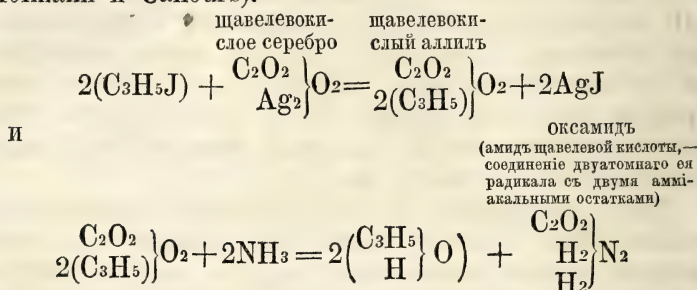 щавелевоки- щавелевоки-
слое серебро слый аллилъ
2(C3H5J) + C2O2 Ag2}O2 = C2O2 2(C3H5)}O2 + 2AgJ
и
оксамидъ
(амидъ щавелевой кислоты,—
соединеніе двуатомнаго ея
радикала съ двумя аммі-
акальными остатками)
C2O2 2(C3H5)}O2 + 2NH3 = 2(C3H5 H} O) + C2O2 H2 H2}N2